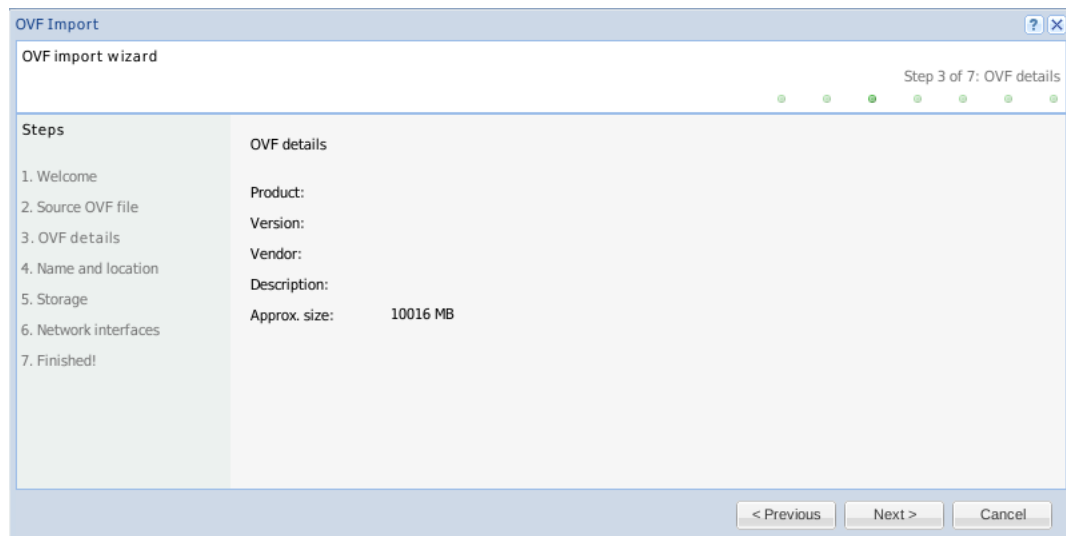 OVF Import
?
OVF import wizard
Step 3 of 7: OVF details
Steps
1. Welcome
2. Source OVF file
3. OVF details
4. Name and location
5. Storage
6. Network interfaces
7. Finished!
OVF details
Product:
Version:
Vendor:
Description:
Approx. size: 10016 MB
< Previous
Next >
Cancel